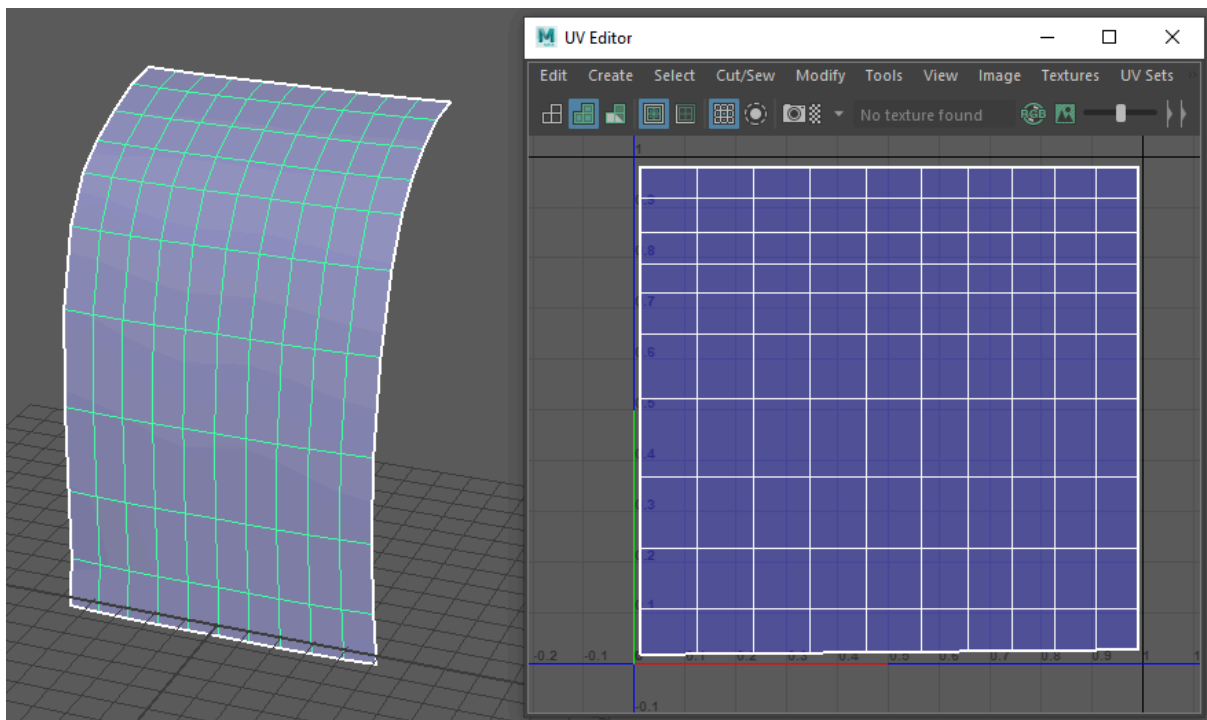 UV Editor
Edit Create Select Cut/Sew Modify Tools View Image Textures UV Sets
No texture found RGB
1
0.8
0.7
0.6
0.5
0.4
0.3
0.2
0.1
-0.2 -0.1 0 0.1 0.2 0.3 0.4 0.5 0.6 0.7 0.8 0.9 1 1
-0.1